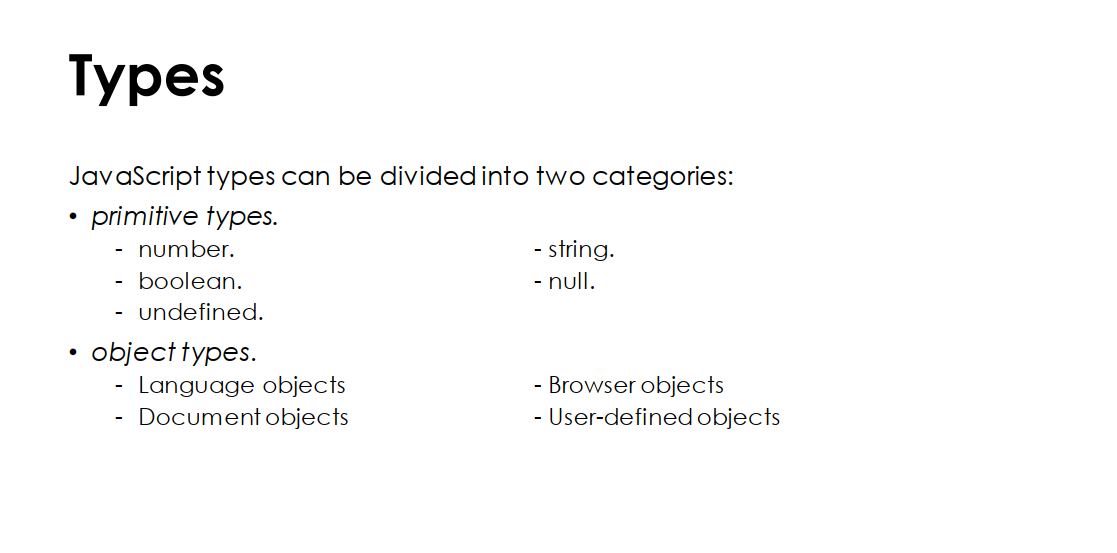 Types
JavaScript types can be divided into two categories:
• primitive types.
- number. - string.
- boolean. - null.
- undefined.
• object types.
- Language objects - Browser objects
- Document objects - User-defined objects